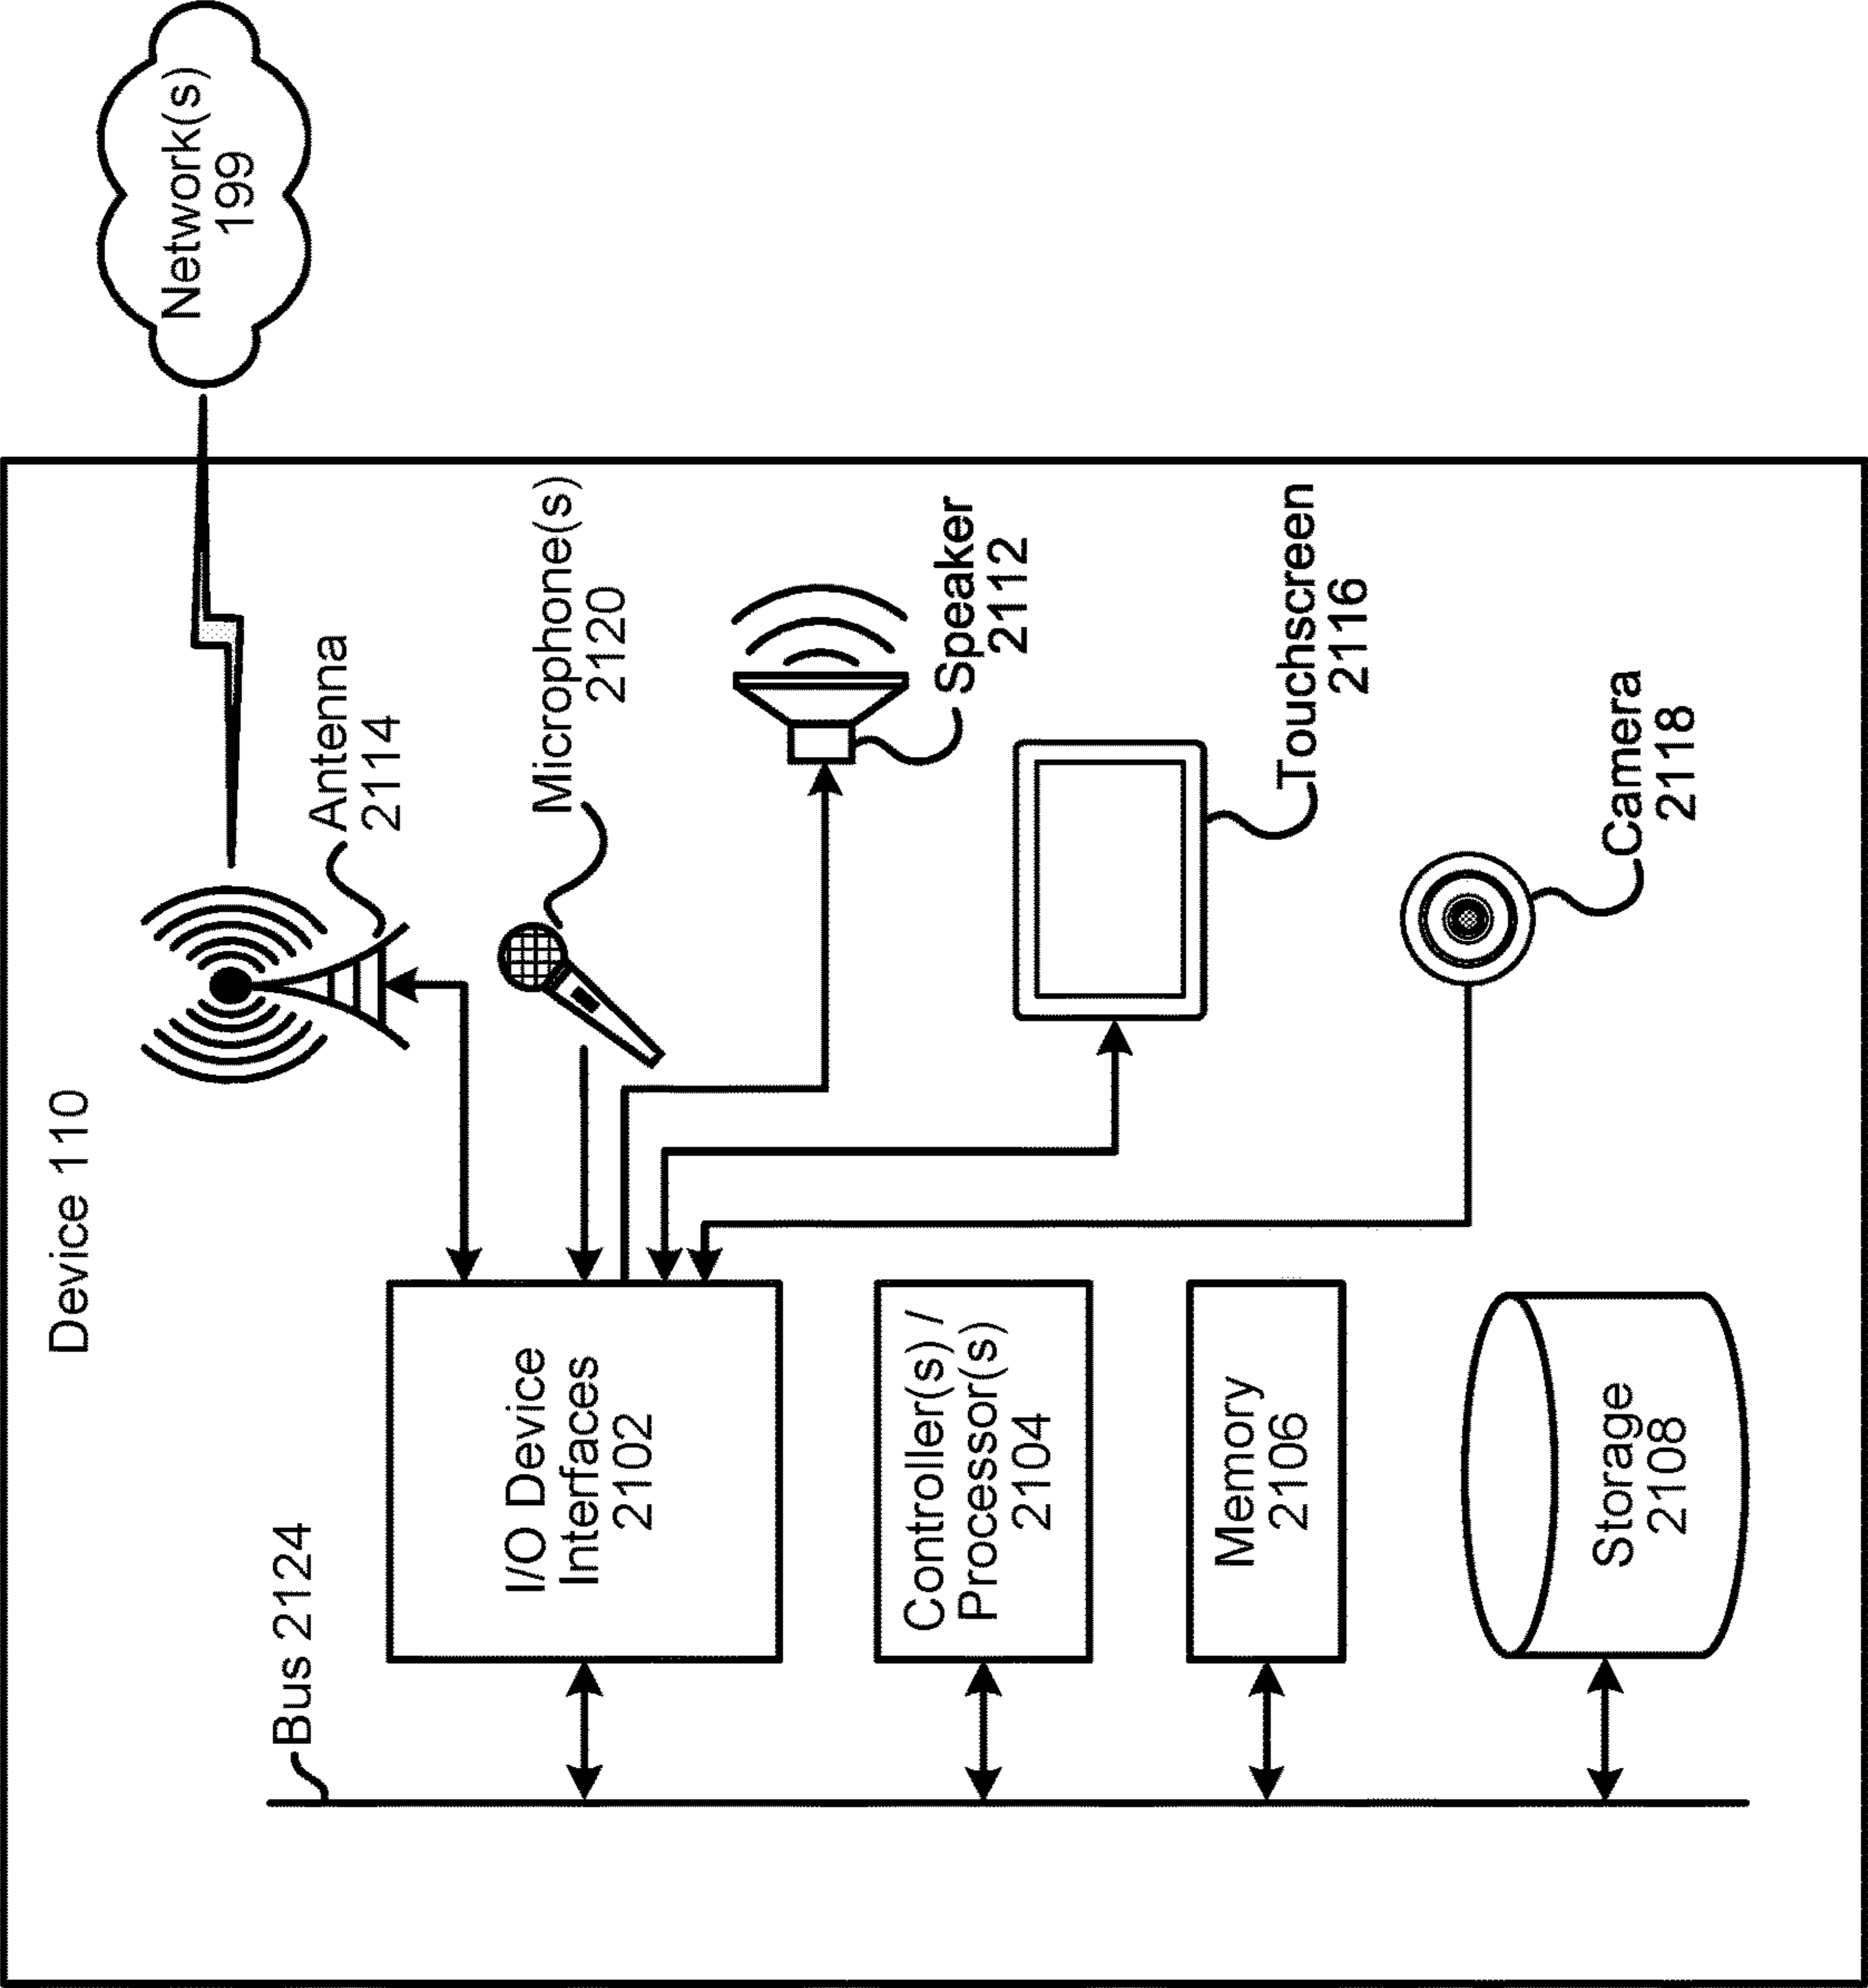 Device 110
Bus 2124
I/O Device
Interfaces
2102
Controller(s) /
Processor(s)
2104
Memory
2106
Storage
2108
Antenna
2114
Microphone(s)
2120
Speaker
2112
Touchscreen
2116
Camera
2118
Network(s)
199